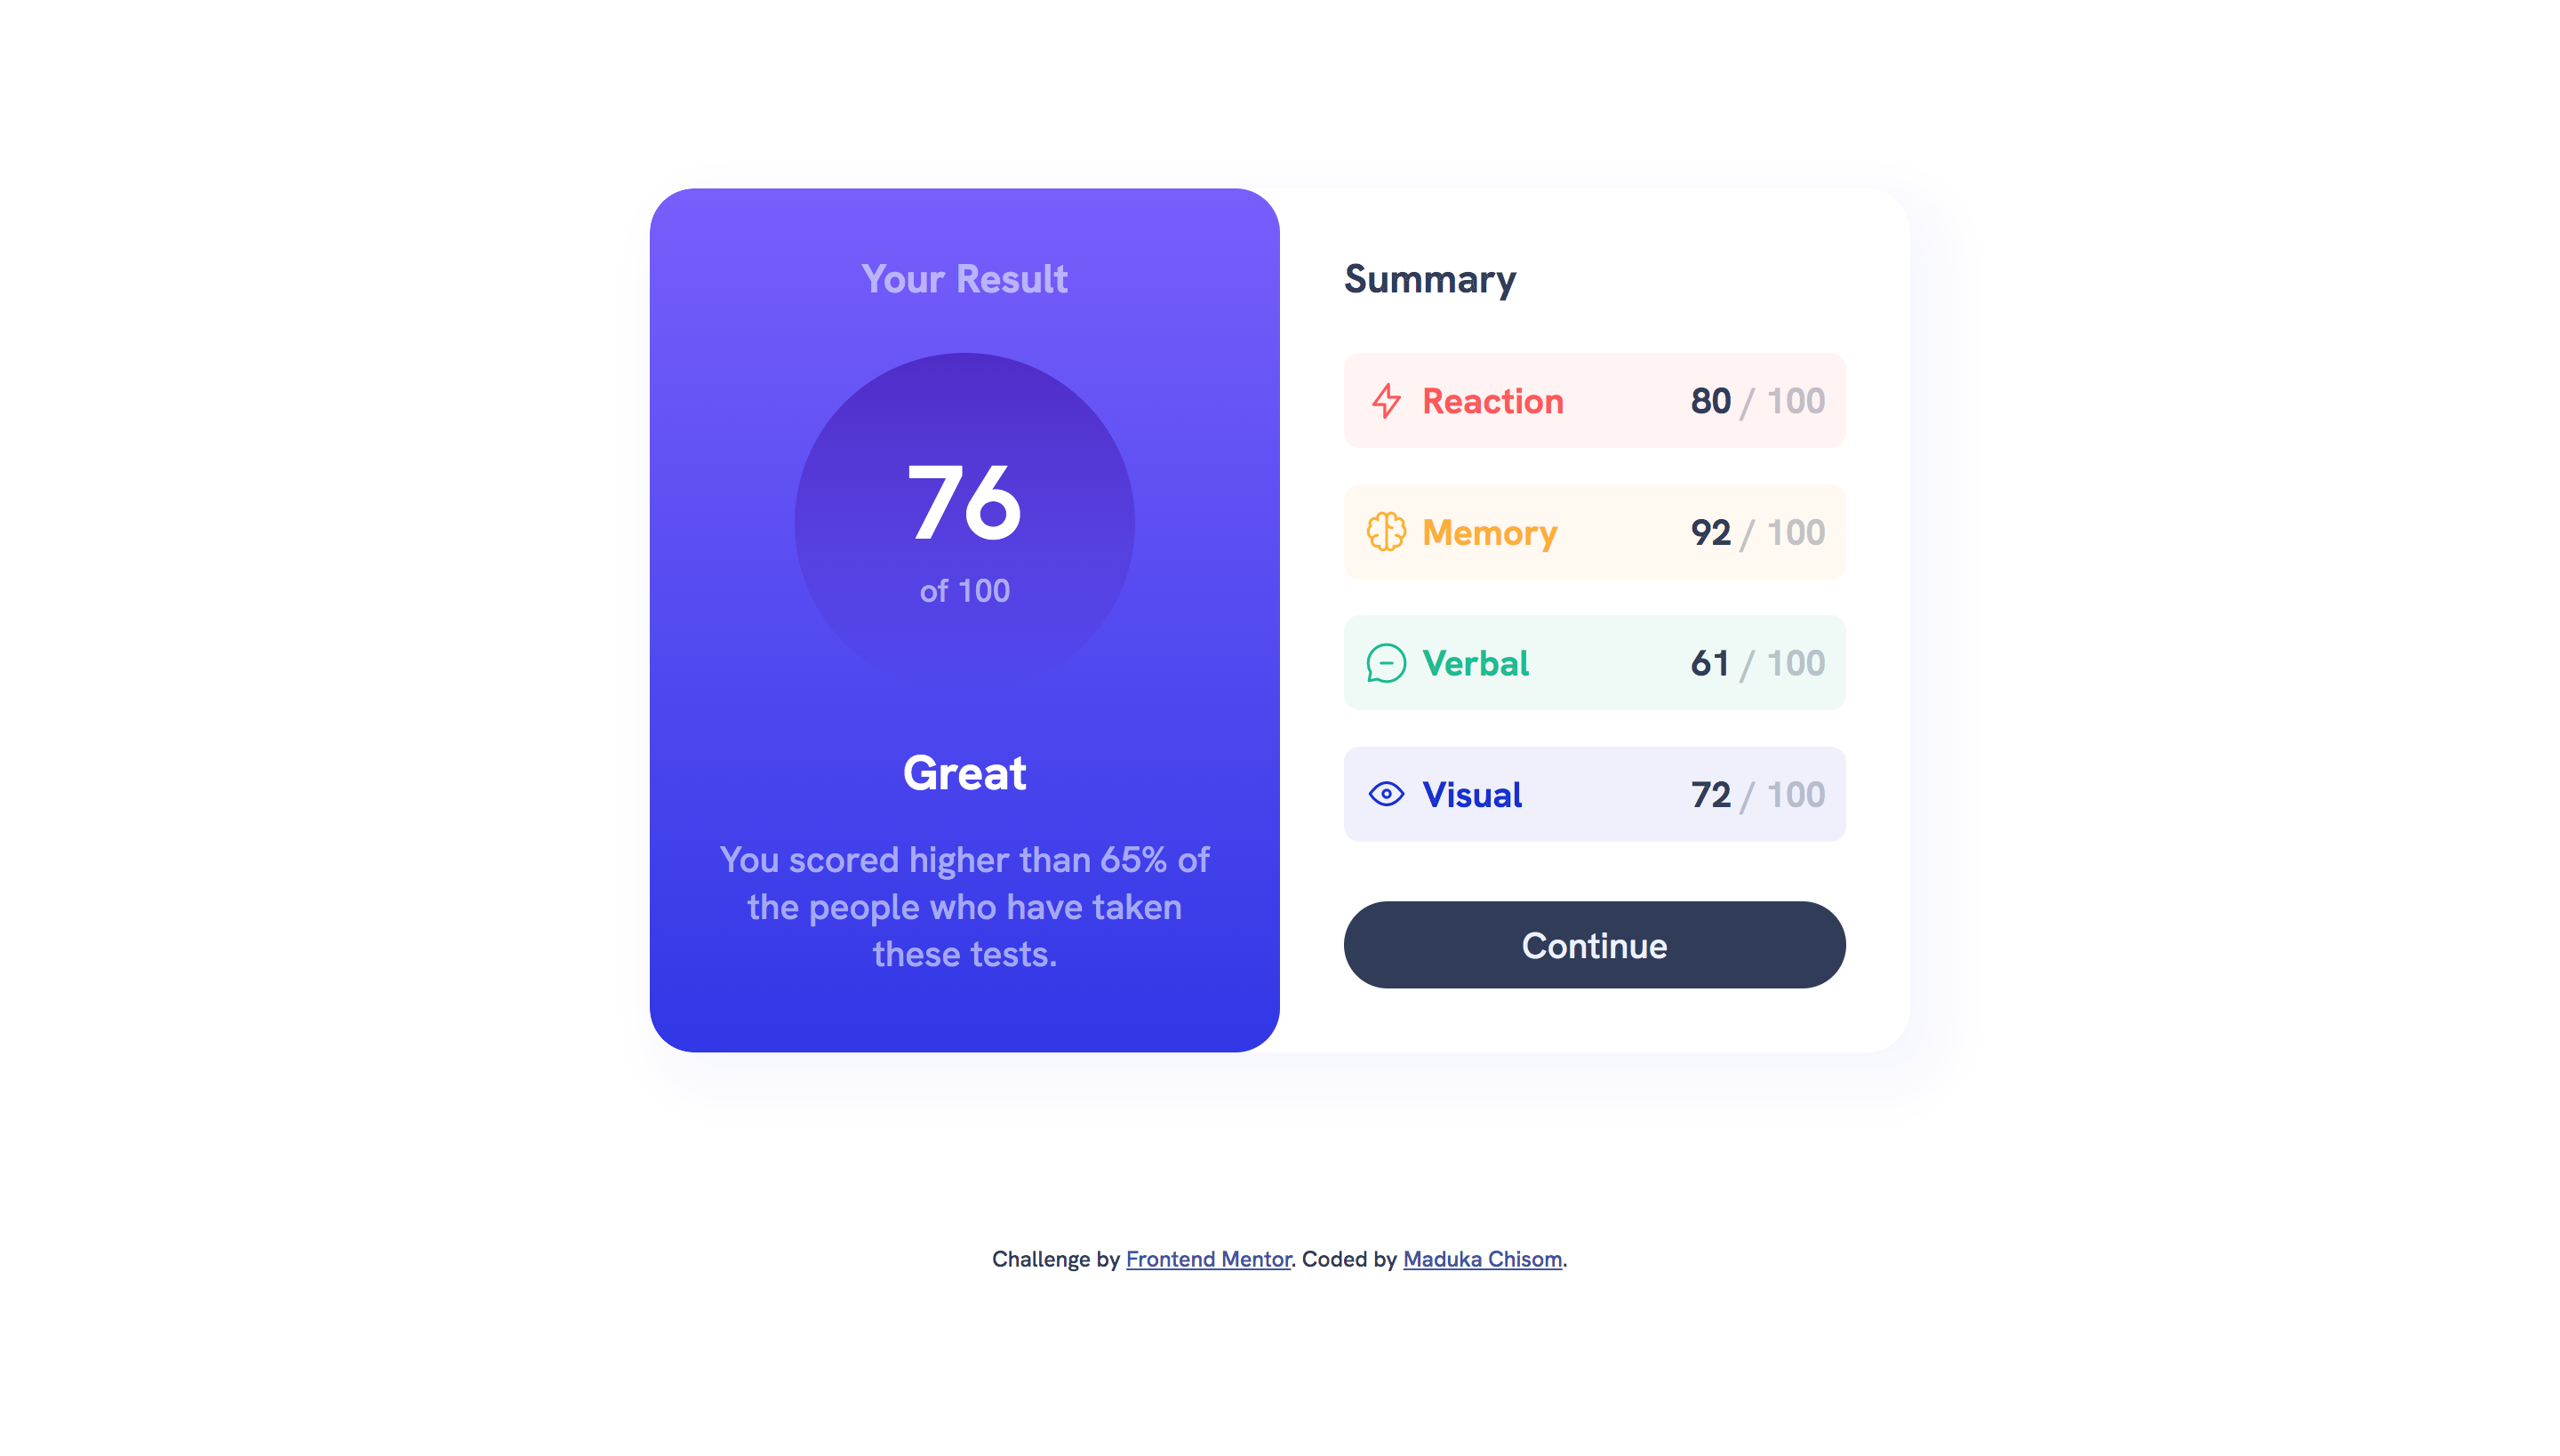 Your Result
76
of 100
Great
You scored higher than 65% of
the people who have taken
these tests.
Summary
Reaction 80 / 100
Memory 92 / 100
Verbal 61 / 100
Visual 72 / 100
Continue
Challenge by Frontend Mentor. Coded by Maduka Chisom.